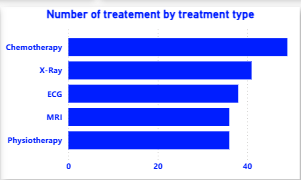 Number of treatement by treatment type
Chemotherapy
X-Ray
ECG
MRI
Physiotherapy
0 20 40